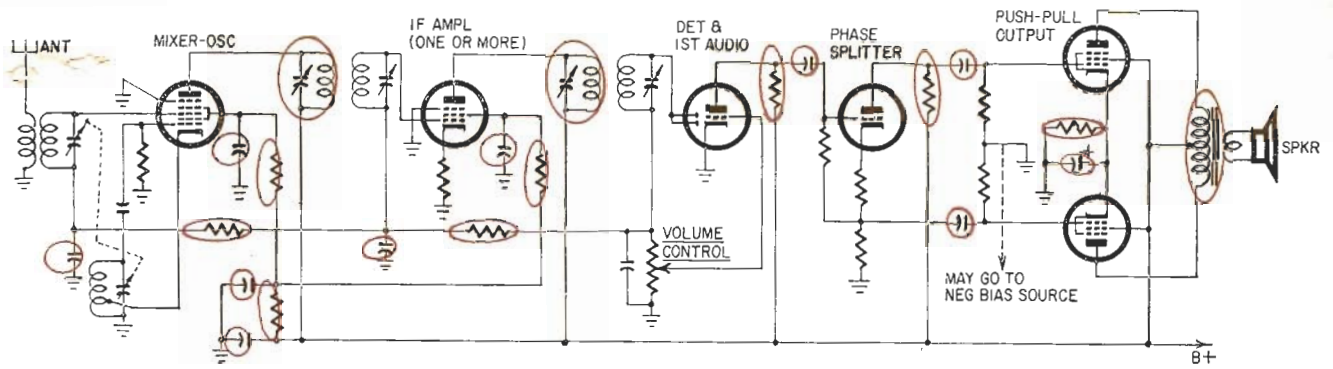 ANT
MIXER-OSC
IF AMPL
(ONE OR MORE)
DET &
IST AUDIO
PHASE
SPLITTER
PUSH-PULL
OUTPUT
SPKR
VOLUME
CONTROL
MAY GO TO
NEG BIAS SOURCE
+
B+